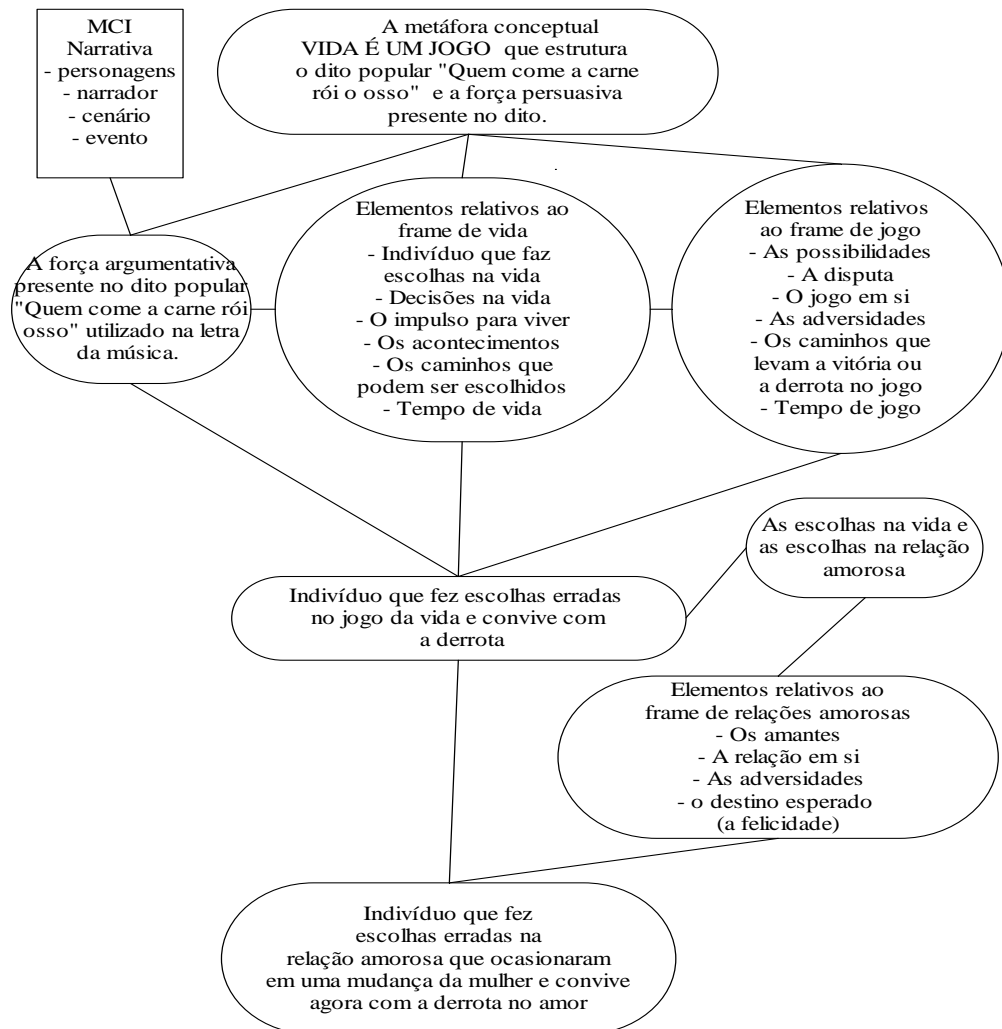 MCI
Narrativa
- personagens
- narrador
- cenário
- evento
A metáfora conceptual
VIDA É UM JOGO que estrutura
o dito popular "Quem come a carne
rói o osso" e a força persuasiva
presente no dito.
A força argumentativa
presente no dito popular
"Quem come a carne rói o
osso" utilizado na letra
da música.
Elementos relativos ao
frame de vida
- Indivíduo que faz
escolhas na vida
- Decisões na vida
- O impulso para viver
- Os acontecimentos
- Os caminhos que
podem ser escolhidos
- Tempo de vida
Elementos relativos
ao frame de jogo
- As possibilidades
- A disputa
- O jogo em si
- As adversidades
- Os caminhos que
levam a vitória ou
a derrota no jogo
- Tempo de jogo
As escolhas na vida e
as escolhas na relação
amorosa
Indivíduo que fez escolhas erradas
no jogo da vida e convive com
a derrota
Elementos relativos ao
frame de relações amorosas
- Os amantes
- A relação em si
- As adversidades
- o destino esperado
(a felicidade)
Indivíduo que fez
escolhas erradas na
relação amorosa que ocasionaram
em uma mudança da mulher e convive
agora com a derrota no amor